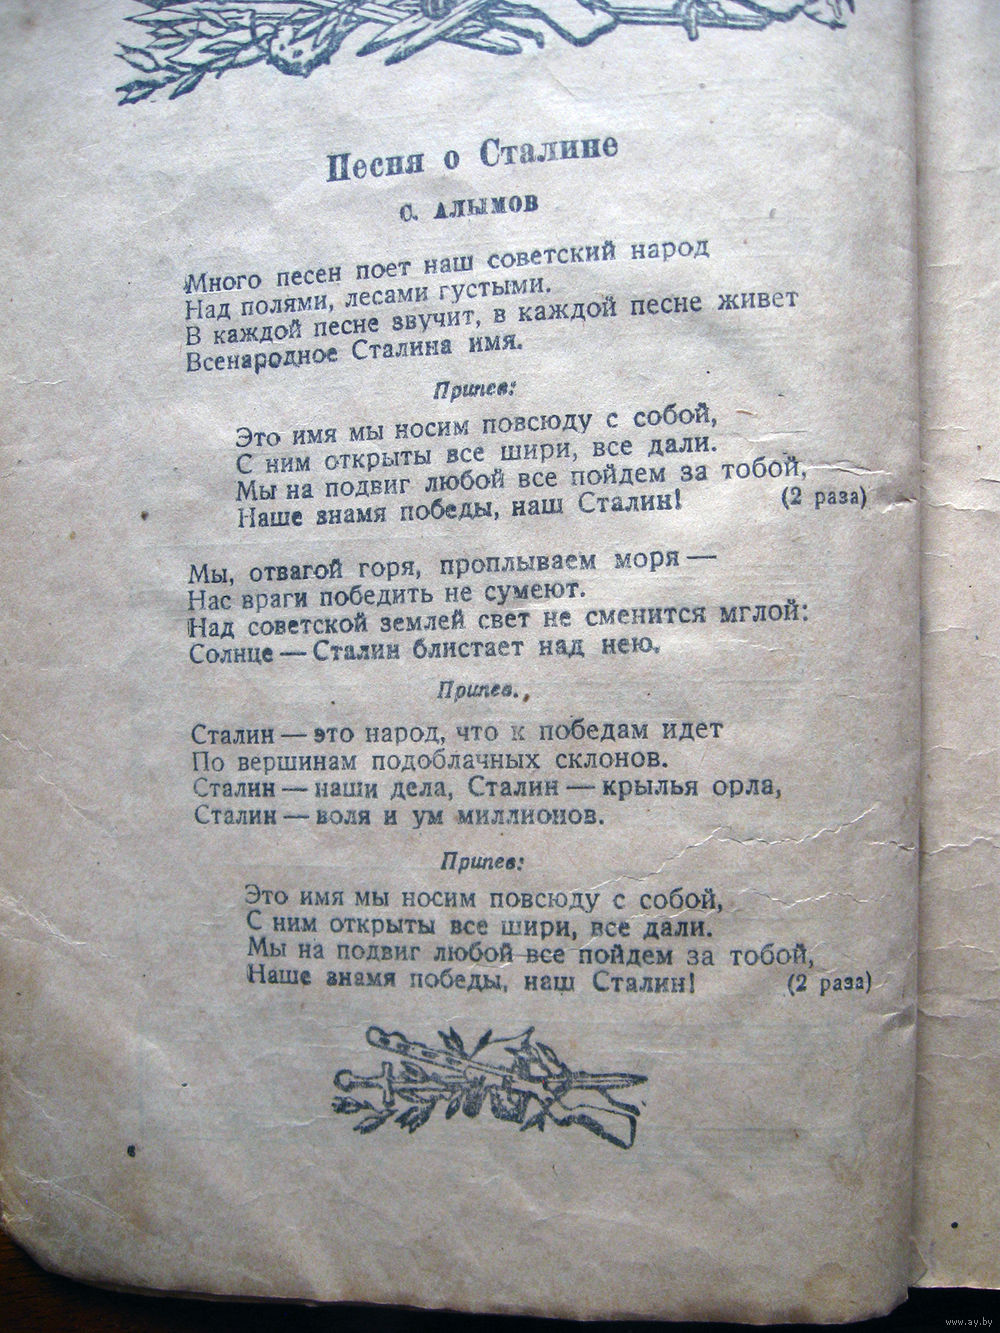 Песня о Сталине
С. АЛЫМОВ
Много песен поет наш советский народ
Над полями, лесами густыми.
В каждой песне звучит, в каждой песне живет
Всенародное Сталина имя.
Припев:
Это имя мы носим повсюду с собой,
С ним открыты все шири, все дали.
Мы на подвиг любой все пойдем за тобой,
Наше знамя победы, наш Сталин! (2 раза)
Мы, отвагой горя, проплываем моря —
Нас враги победить не сумеют.
Над советской землей свет не сменится мглой:
Солнце — Сталин блистает над нею.
Припев.
Сталин — это народ, что к победам идет
По вершинам подоблачных склонов.
Сталин — наши дела, Сталин — крылья орла,
Сталин — воля и ум миллионов.
Припев:
Это имя мы носим повсюду с собой,
С ним открыты все шири, все дали.
Мы на подвиг любой все пойдем за тобой,
Наше знамя победы, наш Сталин! (2 раза)
6
www.ay.by